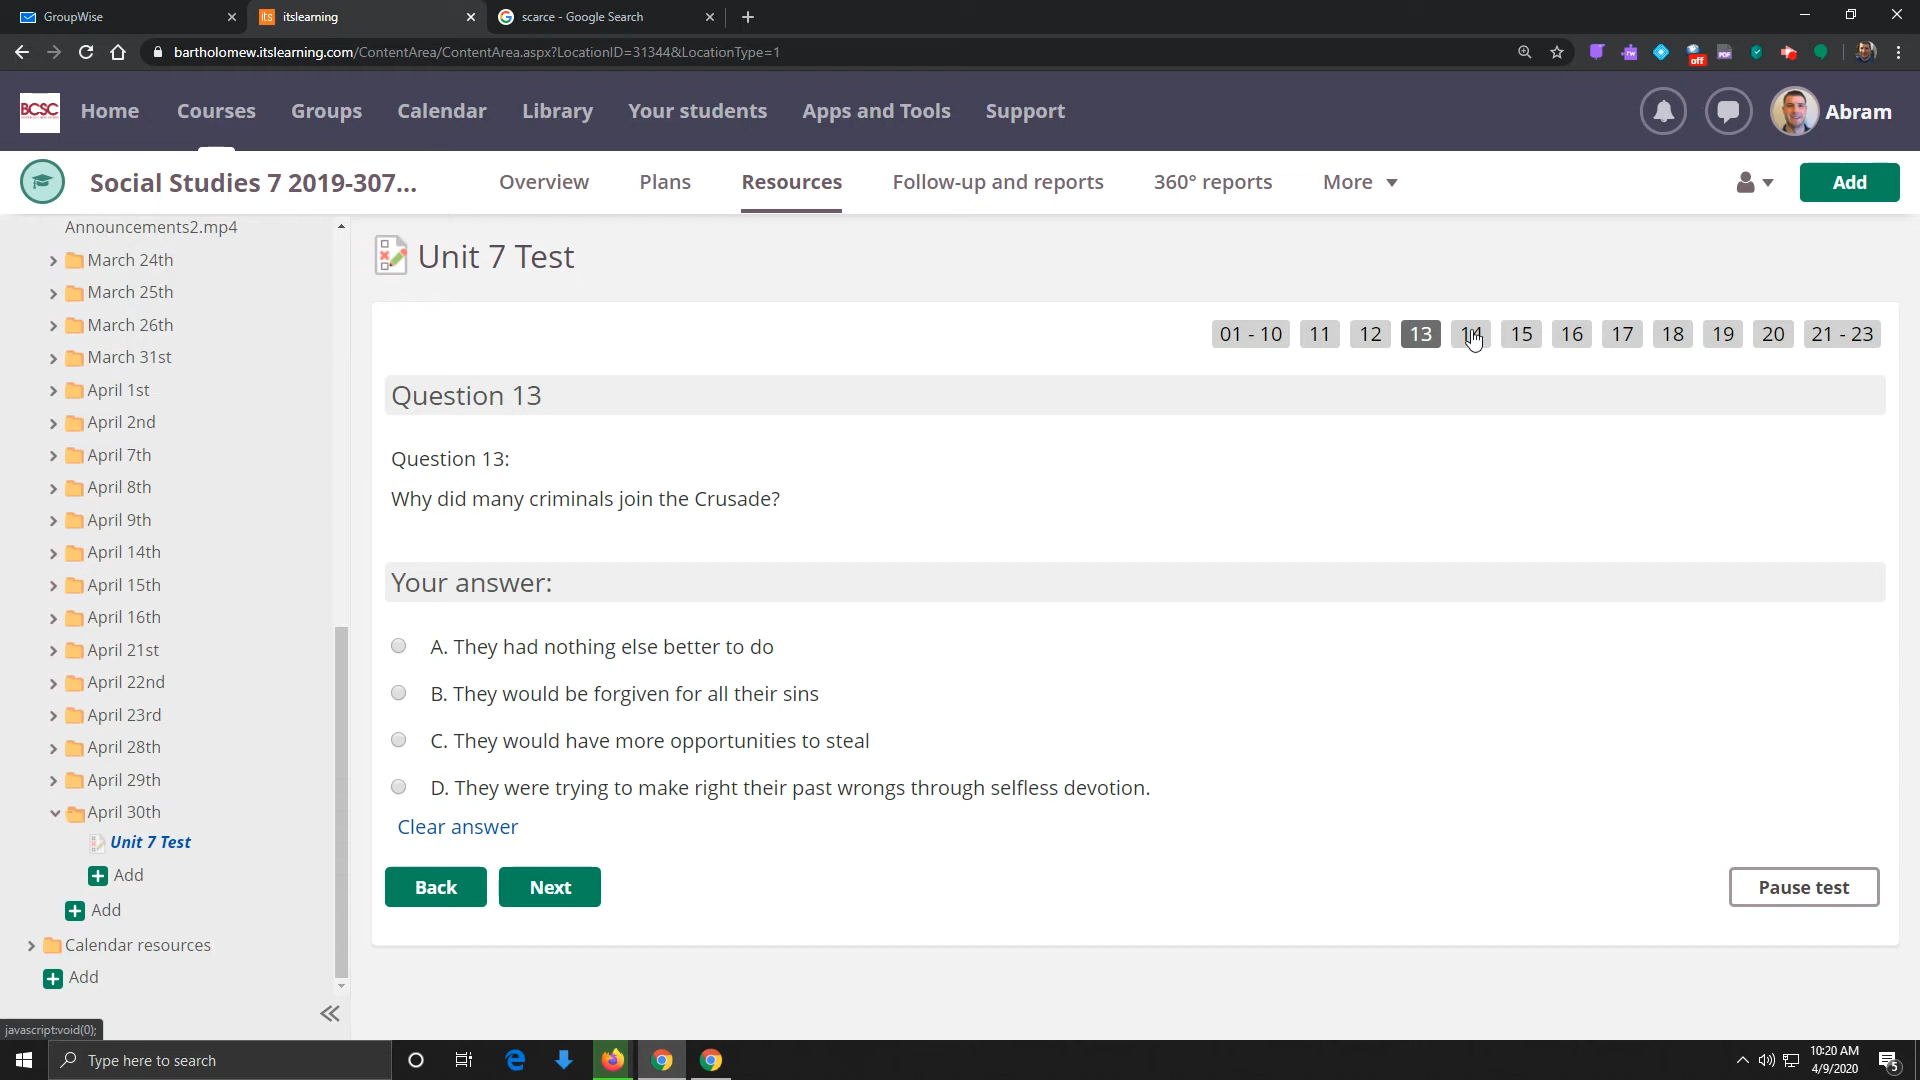 GroupWise
its
itslearning
scarce - Google Search
bartholomew.itslearning.com/ContentArea/ContentArea.aspx?LocationID=31344&LocationType=1
off
BCSC
Home
Courses
Groups
Calendar
Library
Your students
Apps and Tools
Support
Abram
Social Studies 7 2019-307...
Overview
Plans
Resources
Follow-up and reports
360° reports
More
Add
Announcements2.mp4
March 24th
March 25th
March 26th
March 31st
April 1st
April 2nd
April 7th
April 8th
April 9th
April 14th
April 15th
April 16th
April 21st
April 22nd
April 23rd
April 28th
April 29th
April 30th
Unit 7 Test
Add
Add
Calendar resources
Add
Unit 7 Test
01 - 10
11
12
13
14
15
16
17
18
19
20
21 - 23
Question 13
Question 13:
Why did many criminals join the Crusade?
Your answer:
A. They had nothing else better to do
B. They would be forgiven for all their sins
C. They would have more opportunities to steal
D. They were trying to make right their past wrongs through selfless devotion.
Clear answer
Back
Next
Pause test
javascript:void(0);
Type here to search
10:20 AM
4/9/2020
5